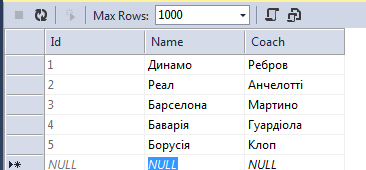 Max Rows: 1000
Id Name Coach
1 Динамо Ребров
2 Реал Анчелотті
3 Барселона Мартино
4 Баварія Гуардіола
5 Борусія Клоп
NULL NULL NULL